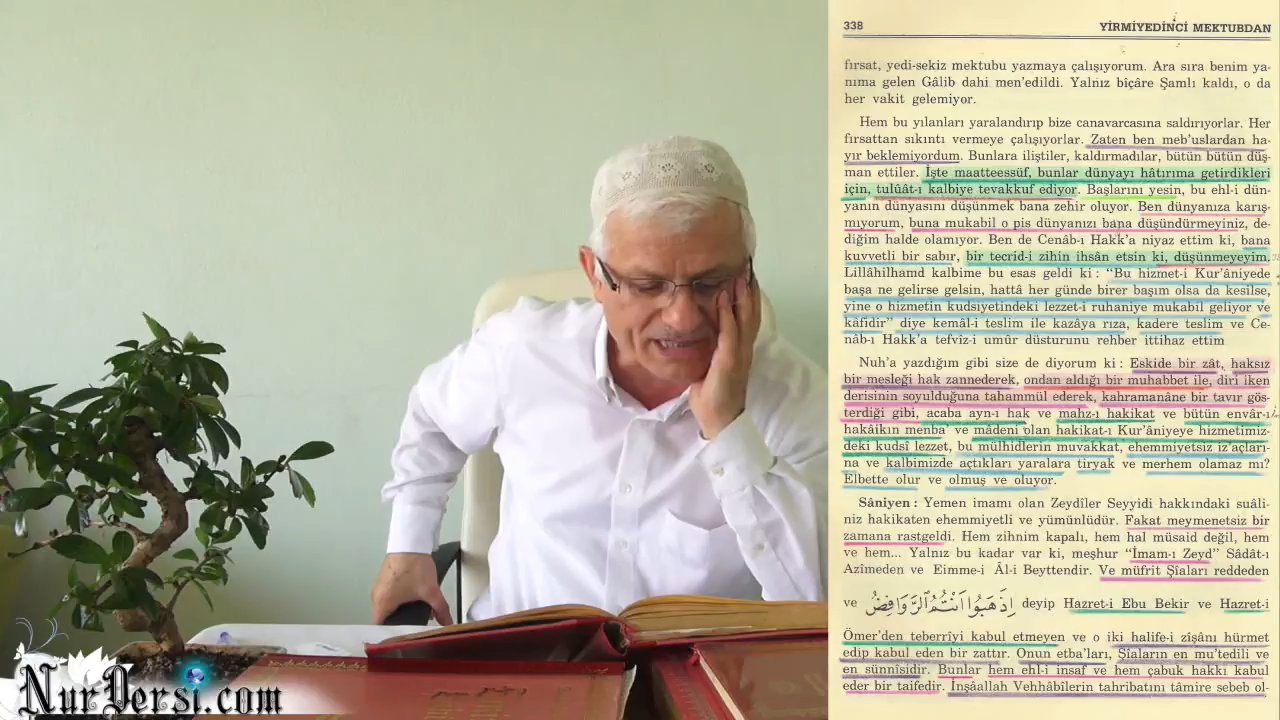 338
YİRMİYEDİNCİ MEKTUBDAN
fırsat, yedi-sekiz mektubu yazmaya çalışıyorum. Ara sıra benim ya-
nıma gelen Gâlib dahi men'edildi. Yalnız bîçâre Şamlı kaldı, o da
her vakit gelemiyor.
Hem bu yılanları yaralandırıp bize canavarcasına saldırıyorlar. Her
fırsattan sıkıntı vermeye çalışıyorlar. Zaten ben meb'uslardan ha-
yır beklemiyordum. Bunlara iliştiler, kaldırmadılar, bütün bütün düş-
man ettiler. İşte maatteessüf, bunlar dünyayı hâtırıma getirdikleri
için, tulûât-ı kalbiye tevakkuf ediyor. Başlarını yesin, bu ehl-i dün-
yanın dünyasını düşünmek bana zehir oluyor. Ben dünyanıza karış-
mıyorum, buna mukabil o pis dünyanızı bana düşündürmeyiniz, de-
diğim halde olamıyor. Ben de Cenâb-ı Hakk'a niyaz ettim ki, bana
kuvvetli bir sabır, bir tecrid-i zihin ihsân etsin ki, düşünmeyeyim.
Lillâhilhamd kalbime bu esas geldi ki : "Bu hizmet-i Kur'âniyede
başa ne gelirse gelsin, hattâ her günde birer başım olsa da kesilse,
yine o hizmetin kudsiyetindeki lezzet-i ruhaniye mukabil geliyor ve
kâfidir" diye kemâl-i teslim ile kazâya rıza, kadere teslim ve Ce-
nâb-ı Hakk'a tefviz-i umûr düsturunu rehber ittihaz ettim
Nuh'a yazdığım gibi size de diyorum ki : Eskide bir zât, haksız
bir mesleği hak zannederek, ondan aldığı bir muhabbet ile, diri iken
derisinin soyulduğuna tahammül ederek, kahramanâne bir tavır gös-
terdiği gibi, acaba ayn-ı hak ve mahz-ı hakikat ve bütün envâr-ı
hakâikın menba' ve mâdeni olan hakikat-ı Kur'âniyeye hizmetimiz-
deki kudsî lezzet, bu mülhidlerin muvakkat, ehemmiyetsiz iz'açları-
na ve kalbimizde açtıkları yaralara tiryak ve merhem olamaz mı?
Elbette olur ve olmuş ve oluyor.
Sâniyen : Yemen imamı olan Zeydîler Seyyidi hakkındaki suâli-
niz hakikaten ehemmiyetli ve yümünlüdür. Fakat meymenetsiz bir
zamana rastgeldi. Hem zihnim kapalı, hem hal müsaid değil, hem
ve hem... Yalnız bu kadar var ki, meşhur "İmam-ı Zeyd" Sâdât-ı
Azîmeden ve Eimme-i Âl-i Beyttendir. Ve müfrit Şîaları reddeden
ve اِذْهَبُوا اَنْتُمُ الرَّوَافِضُ deyip Hazret-i Ebu Bekir ve Hazret-i
Ömer'den teberrîyi kabul etmeyen ve o iki halife-i zîşânı hürmet
edip kabul eden bir zattır. Onun etba'ları, Şîaların en mu'tedili ve
en sünnîsidir. Bunlar hem ehl-i insaf ve hem çabuk hakkı kabul
eder bir taifedir. İnşâallah Vehhâbîlerin tahribatını tâmire sebeb ol-
NurDersi.com